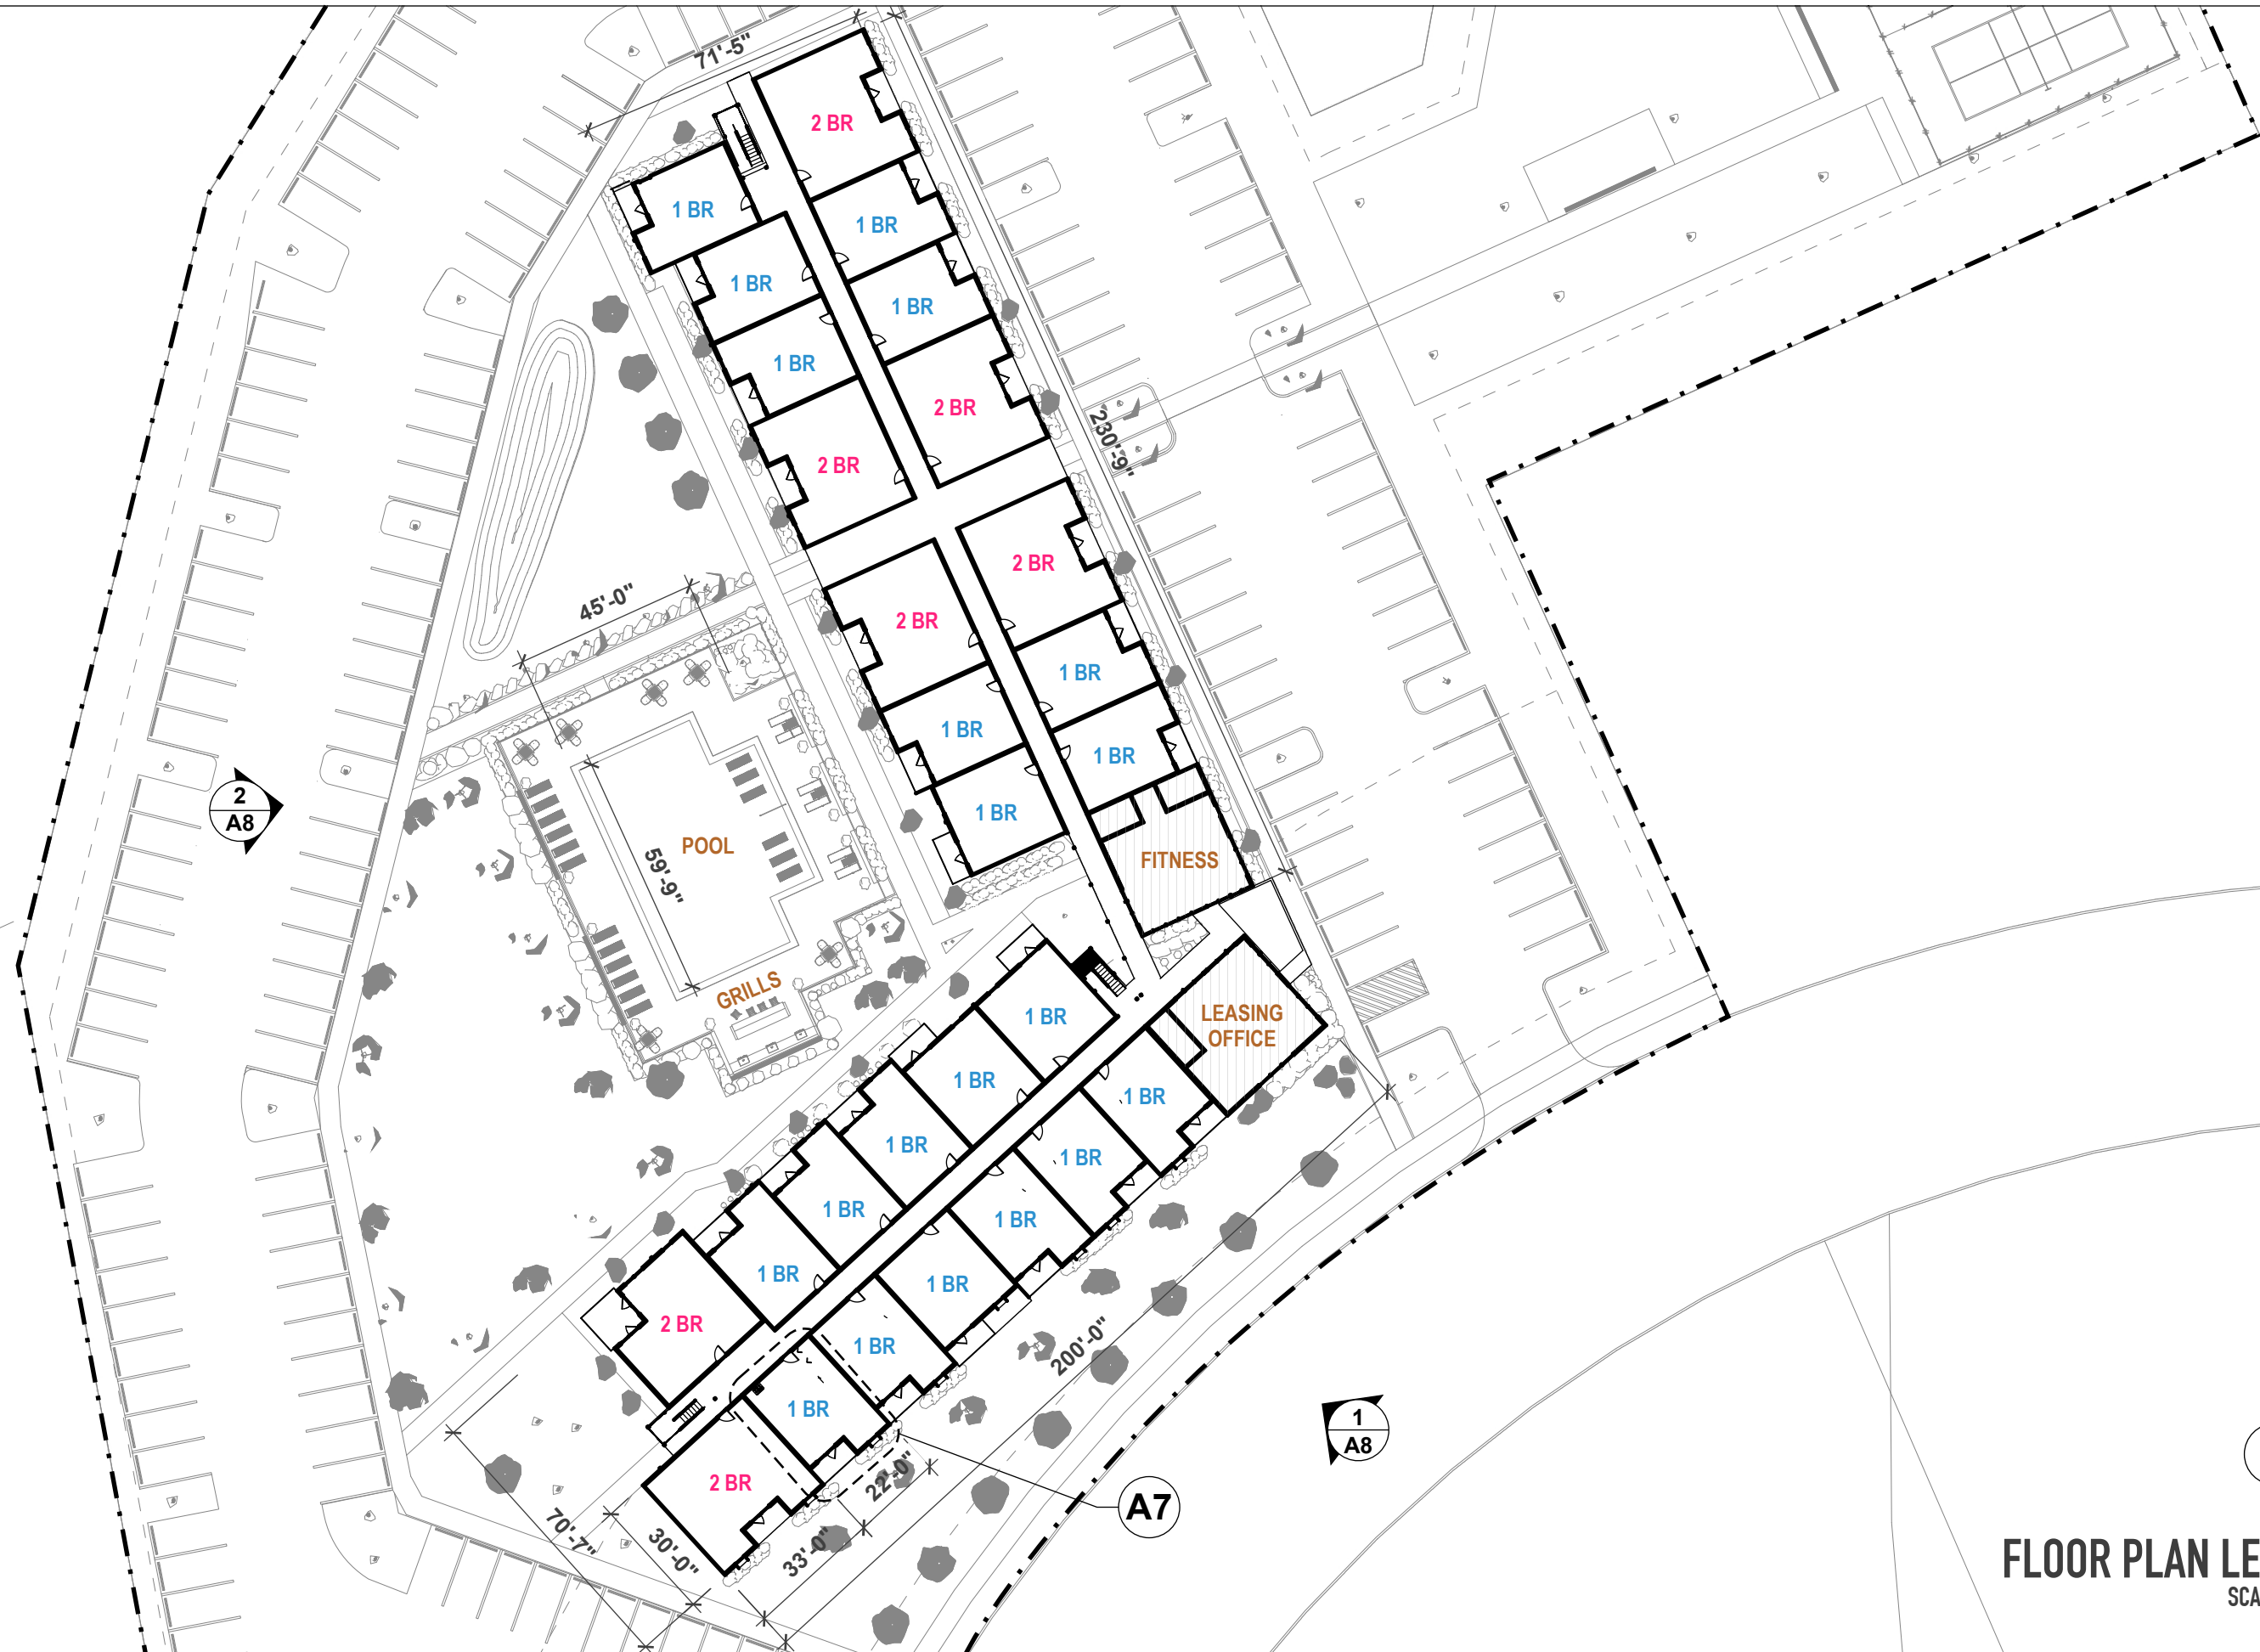 71'-5"
2 BR
1 BR
1 BR
1 BR
1 BR
1 BR
2 BR
2 BR
230'-9"
2 BR
45'-0"
2 BR
1 BR
1 BR
1 BR
2
A8
1 BR
POOL
FITNESS
59'-9"
GRILLS
LEASING
OFFICE
1 BR
1 BR
1 BR
1 BR
1 BR
1 BR
1 BR
1 BR
1 BR
2 BR
1 BR
200'-0"
1 BR
1
A8
2 BR
22'-0"
A7
70'-7"
30'-0"
33'-0"
FLOOR PLAN LE
SCA